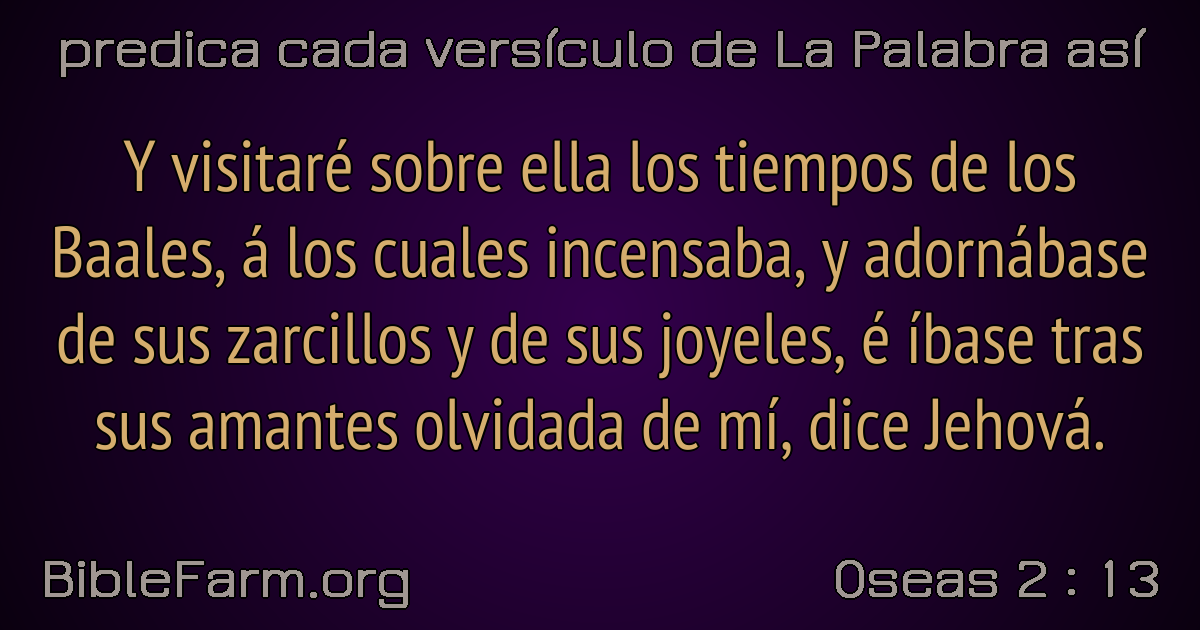 predica cada versículo de La Palabra así
Y visitaré sobre ella los tiempos de los
Baales, á los cuales incensaba, y adornábase
de sus zarcillos y de sus joyeles, é íbase tras
sus amantes olvidada de mí, dice Jehová.
BibleFarm.org
Oseas 2 : 13